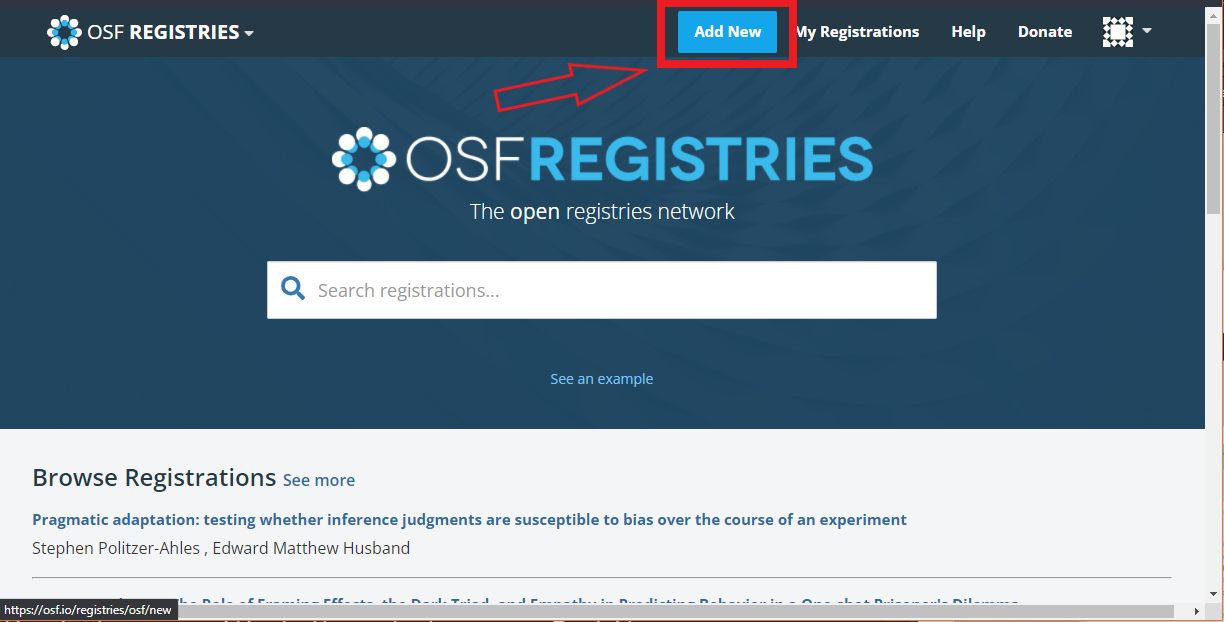 OSF REGISTRIES
Add New
My Registrations
Help
Donate
OSFREGISTRIES
The open registries network
Search registrations...
See an example
Browse Registrations See more
Pragmatic adaptation: testing whether inference judgments are susceptible to bias over the course of an experiment
Stephen Politzer-Ahles , Edward Matthew Husband
The Role of Framing Effects, the Dark Triad, and Empathy in Predicting Behavior in a One-shot Prisoner's Dilemma
https://osf.io/registries/osf/new